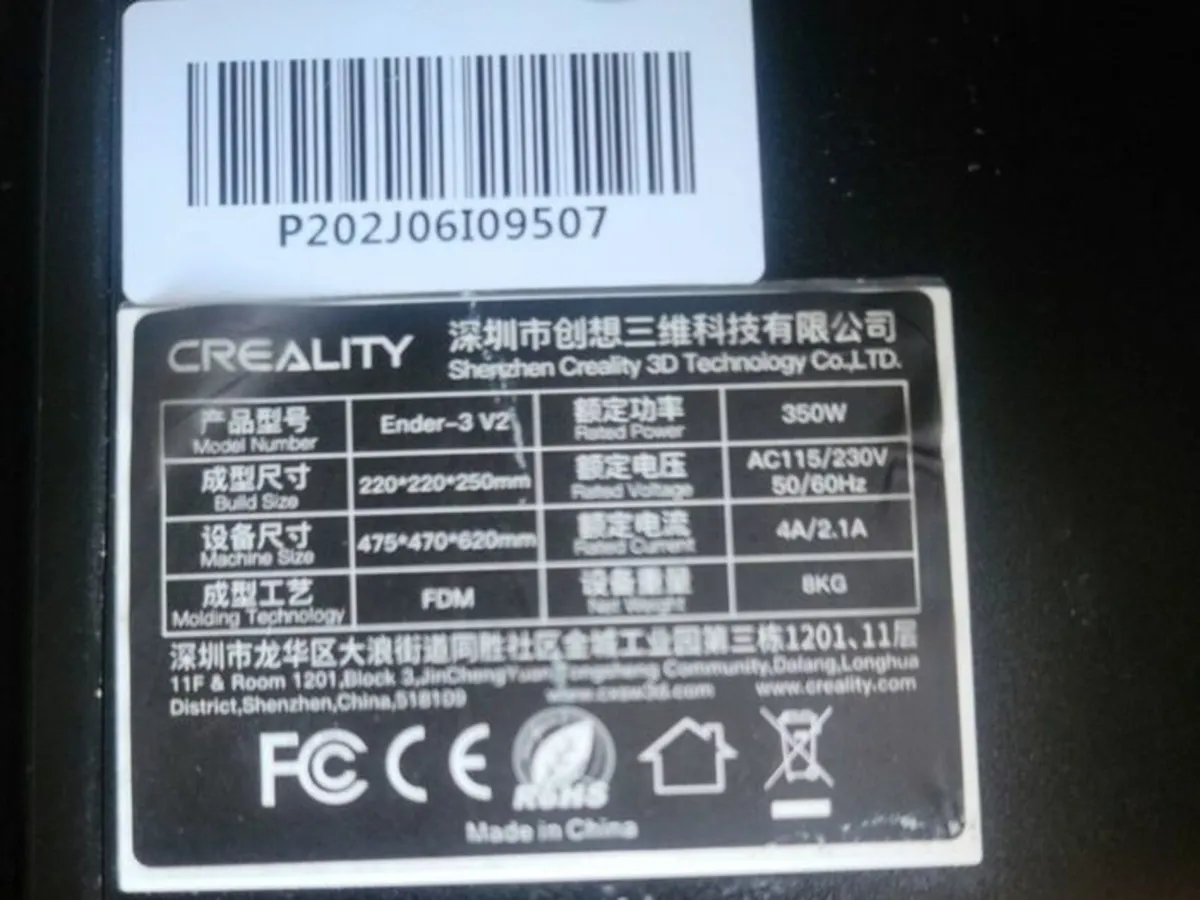 P202J06I09507
CREALITY
深圳市创想三维科技有限公司
Shenzhen Creality 3D Technology Co.,LTD.
产品型号 Ender-3 V2 额定功率 350W
Model Number Rated Power
成型尺寸 220*220*250mm 额定电压 AC115/230V
Build Size Rated Voltage 50/60Hz
设备尺寸 475*470*620mm 额定电流 4A/2.1A
Machine Size Rated Current
成型工艺 FDM 设备重量 8KG
Molding Technology Net Weight
深圳市龙华区大浪街道同胜社区金城工业园第三栋1201、11层
11F & Room 1201,Block 3,JinChengYuan, Community,Dalang,Longhua
District,Shenzhen,China,518109 www.cxsw3d.com www.creality.com
FC CE
RoHS
Made in China